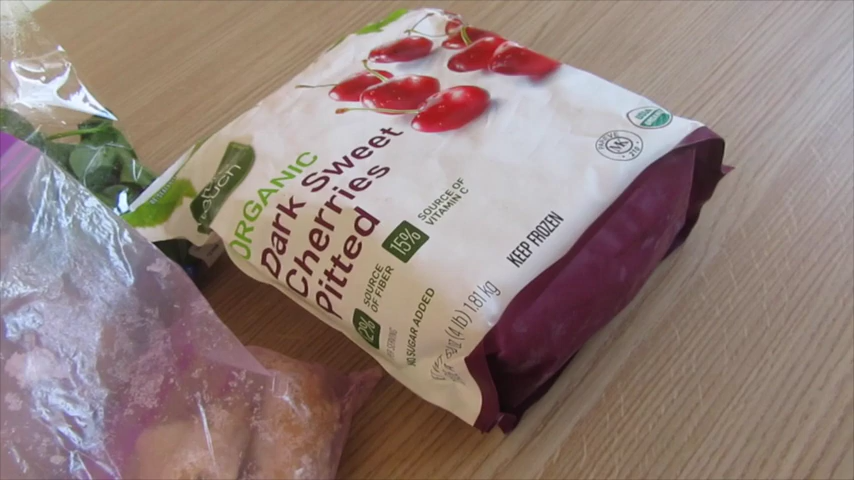 ORGANIC
Dark Sweet
Cherries
Pitted
15%
SOURCE OF
VITAMIN C
12%
SOURCE
OF FIBER
NO SUGAR ADDED
(4 lb) 1.81 kg
KEEP FROZEN